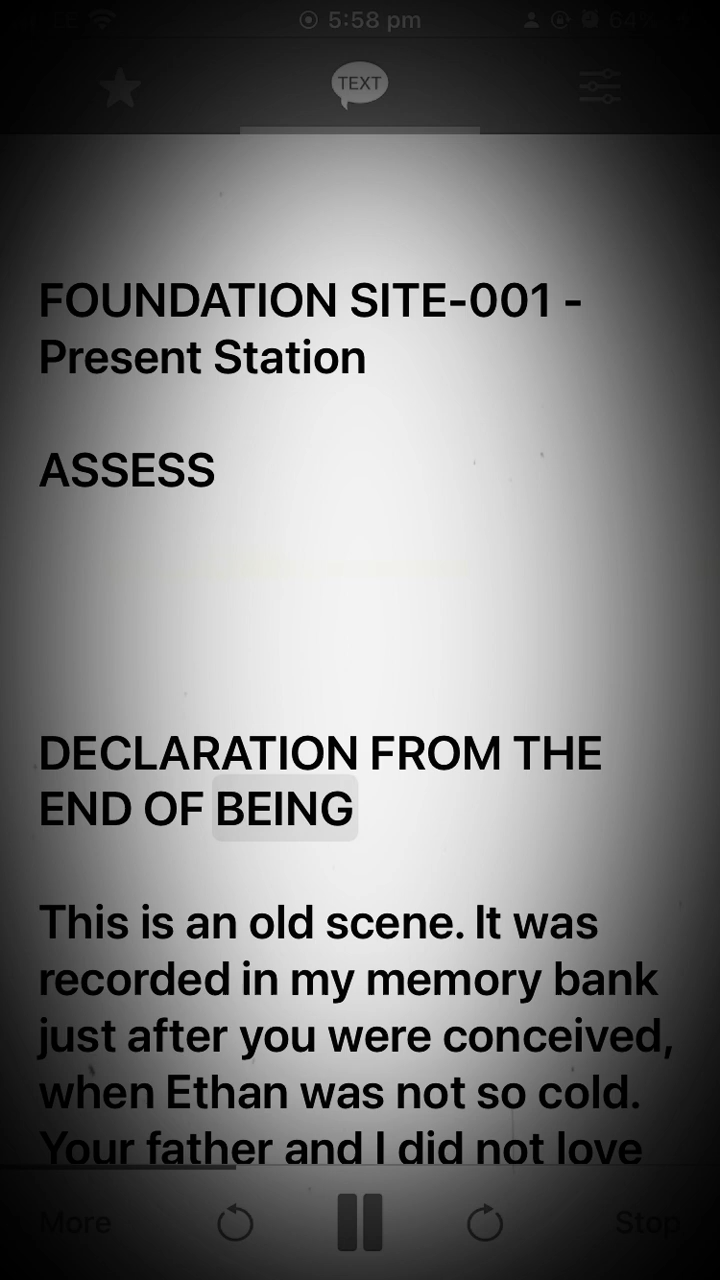 5:58 pm
64%
TEXT
FOUNDATION SITE-001 -
Present Station
ASSESS
DECLARATION FROM THE
END OF BEING
This is an old scene. It was
recorded in my memory bank
just after you were conceived,
when Ethan was not so cold.
Your father and I did not love
More
Stop